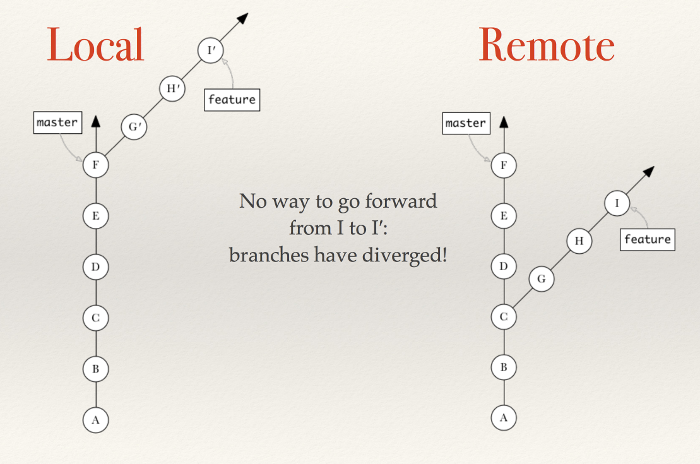 Local
Remote
I′
H′
feature
master
G′
F
E
D
C
B
A
No way to go forward
from I to I′:
branches have diverged!
master
F
I
E
H
feature
D
G
C
B
A